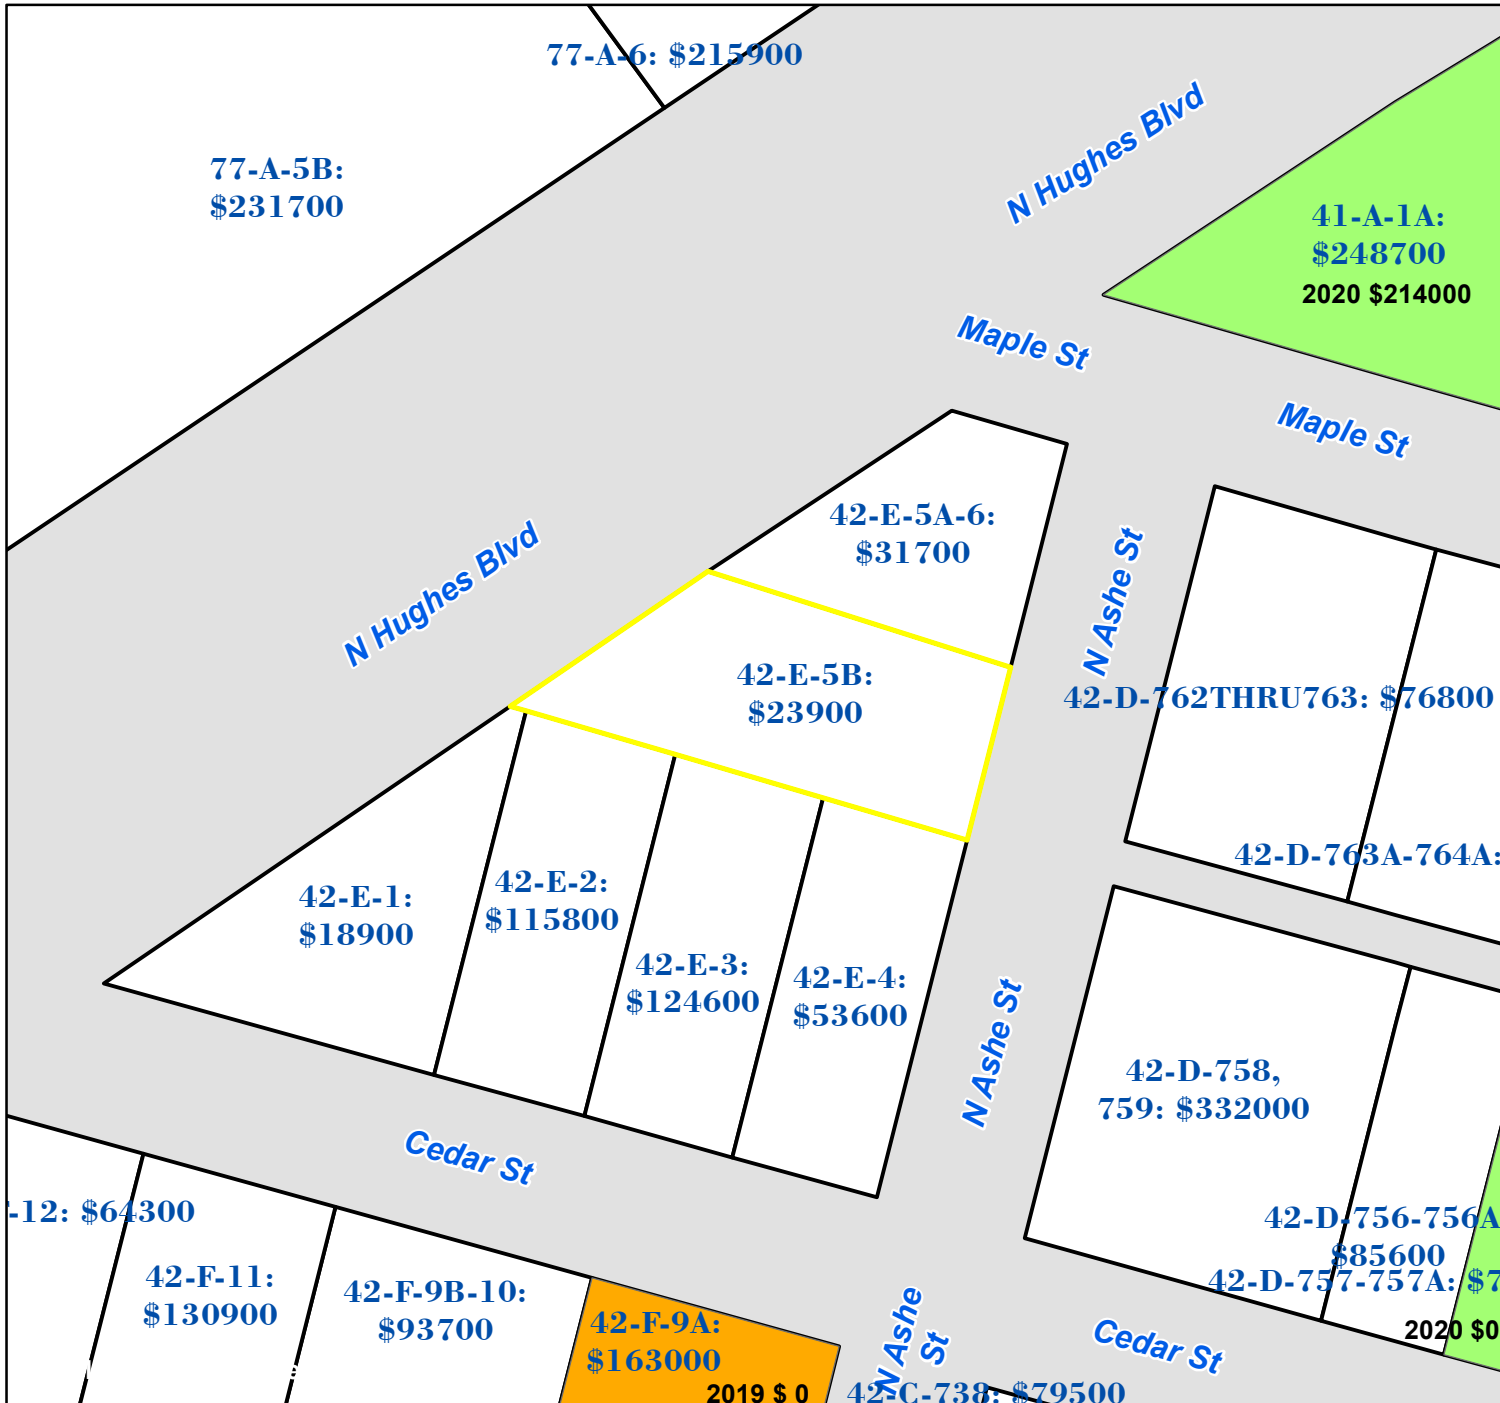 77-A-6: $215900
77-A-5B:
$231700
N Hughes Blvd
41-A-1A:
$248700
2020 $214000
Maple St
Maple St
42-E-5A-6:
$31700
N Hughes Blvd
N Ashe St
42-E-5B:
$23900
42-D-762THRU763: $76800
42-D-763A-764A:
42-E-1:
$18900
42-E-2:
$115800
42-E-3:
$124600
42-E-4:
$53600
N Ashe St
42-D-758,
759: $332000
Cedar St
-12: $64300
42-D-756-756A
$85600
42-F-11:
$130900
42-D-757-757A: $7
42-F-9B-10:
$93700
42-F-9A:
$163000
2020 $0
N Ashe
St
Cedar St
2019 $ 0
42-C-738: $79500